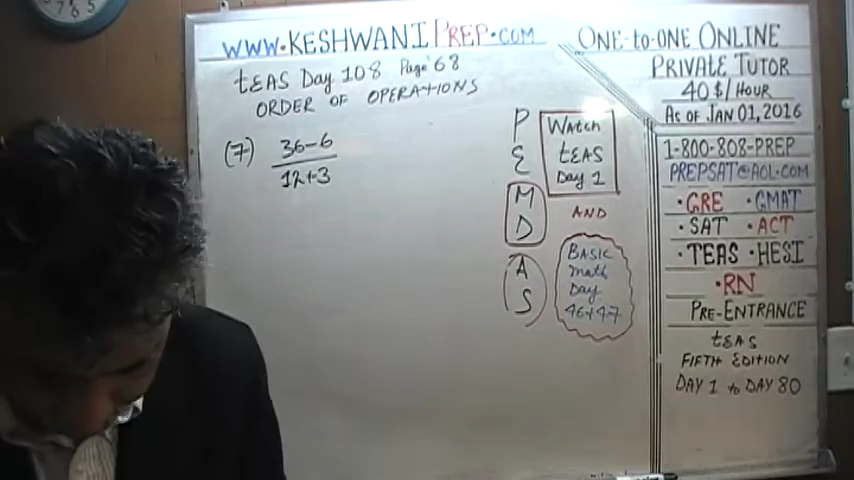 WWW.KESHWANIPREP.COM
TEAS Day 108 Page 68
ORDER OF OPERATIONS
(7) 36-6
12+3
P
E
M
D
A
S
Watch
TEAS
Day 1
AND
BASIC
math
Day
46+47
ONE-TO-ONE ONLINE
PRIVATE TUTOR
40 $/HOUR
AS OF JAN 01, 2016
1-800-808-PREP
PREPSAT@AOL.COM
•GRE •GMAT
•SAT •ACT
•TEAS •HESI
•RN
PRE-ENTRANCE
TEAS
FIFTH EDITION
DAY 1 TO DAY 80
7 6 5